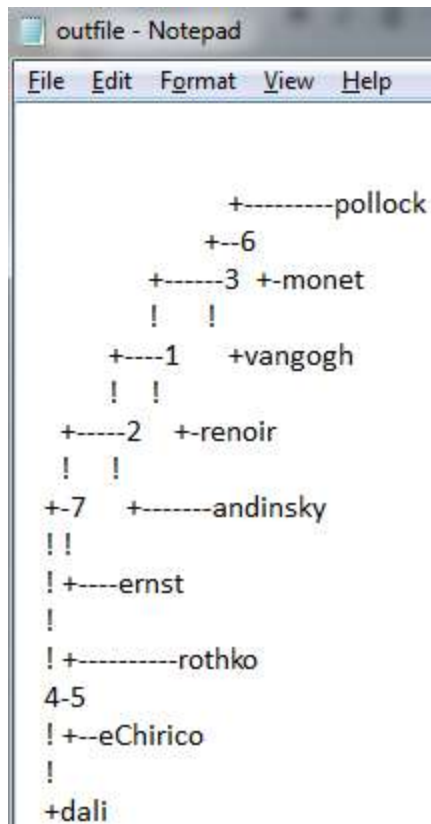 outfile - Notepad
File Edit Format View Help
+---------pollock
+--6
+------3 +-monet
! !
+----1 +vangogh
! !
+-----2 +-renoir
! !
+-7 +-------andinsky
! !
! +----ernst
!
! +----------rothko
4-5
! +--eChirico
!
+dali